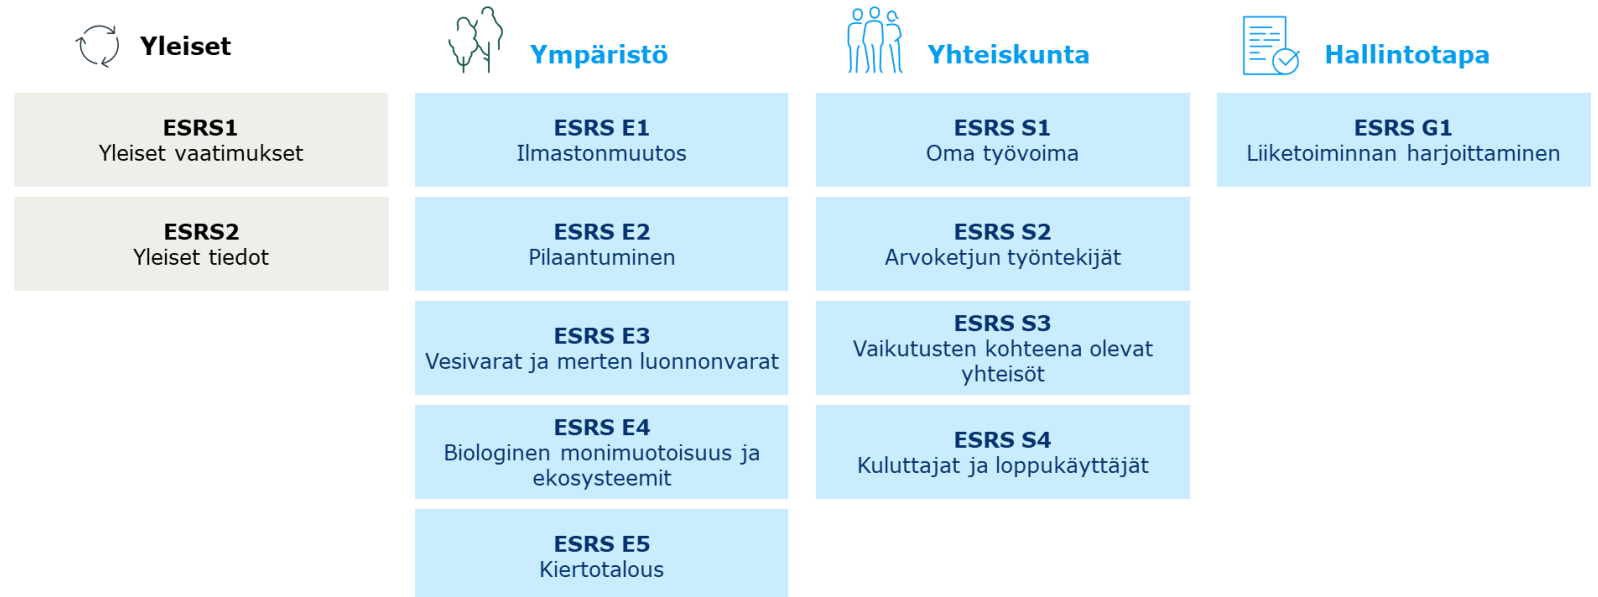 Yleiset
ESRS1
Yleiset vaatimukset
ESRS2
Yleiset tiedot
Ympäristö
ESRS E1
Ilmastonmuutos
ESRS E2
Pilaantuminen
ESRS E3
Vesivarat ja merten luonnonvarat
ESRS E4
Biologinen monimuotoisuus ja
ekosysteemit
ESRS E5
Kiertotalous
Yhteiskunta
ESRS S1
Oma työvoima
ESRS S2
Arvoketjun työntekijät
ESRS S3
Vaikutusten kohteena olevat
yhteisöt
ESRS S4
Kuluttajat ja loppukäyttäjät
Hallintotapa
ESRS G1
Liiketoiminnan harjoittaminen